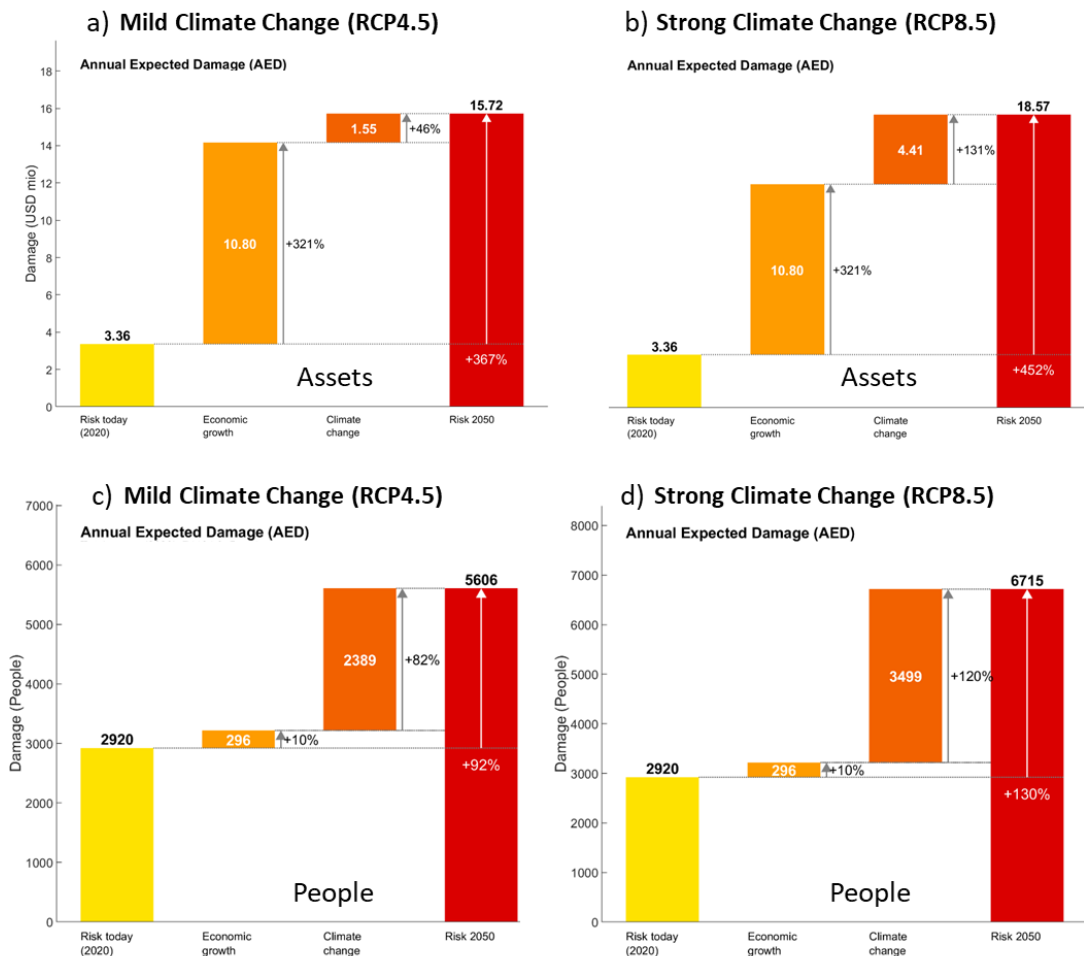 a) Mild Climate Change (RCP4.5)
Annual Expected Damage (AED)
Damage (USD mio)
18
16
14
12
10
8
6
4
2
0
3.36
10.80
+321%
1.55
+46%
15.72
+367%
Assets
Risk today
(2020)
Economic
growth
Climate
change
Risk 2050
b) Strong Climate Change (RCP8.5)
Annual Expected Damage (AED)
3.36
10.80
+321%
4.41
+131%
18.57
+452%
Assets
Risk today
(2020)
Economic
growth
Climate
change
Risk 2050
c) Mild Climate Change (RCP4.5)
Annual Expected Damage (AED)
Damage (People)
7000
6000
5000
4000
3000
2000
1000
0
2920
296
+10%
2389
+82%
5606
+92%
People
Risk today
(2020)
Economic
growth
Climate
change
Risk 2050
d) Strong Climate Change (RCP8.5)
Annual Expected Damage (AED)
Damage (People)
8000
7000
6000
5000
4000
3000
2000
1000
0
2920
296
+10%
3499
+120%
6715
+130%
People
Risk today
(2020)
Economic
growth
Climate
change
Risk 2050